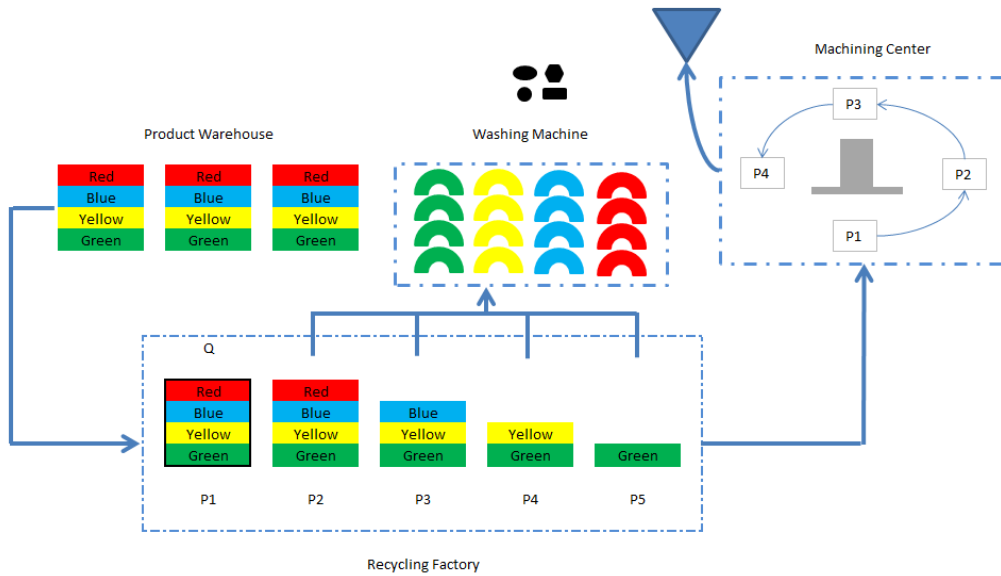 Machining Center
P3
P4
P2
P1
Product Warehouse
Washing Machine
Red Red Red
Blue Blue Blue
Yellow Yellow Yellow
Green Green Green
Q
Red Red
Blue Blue Blue
Yellow Yellow Yellow Yellow
Green Green Green Green Green
P1 P2 P3 P4 P5
Recycling Factory